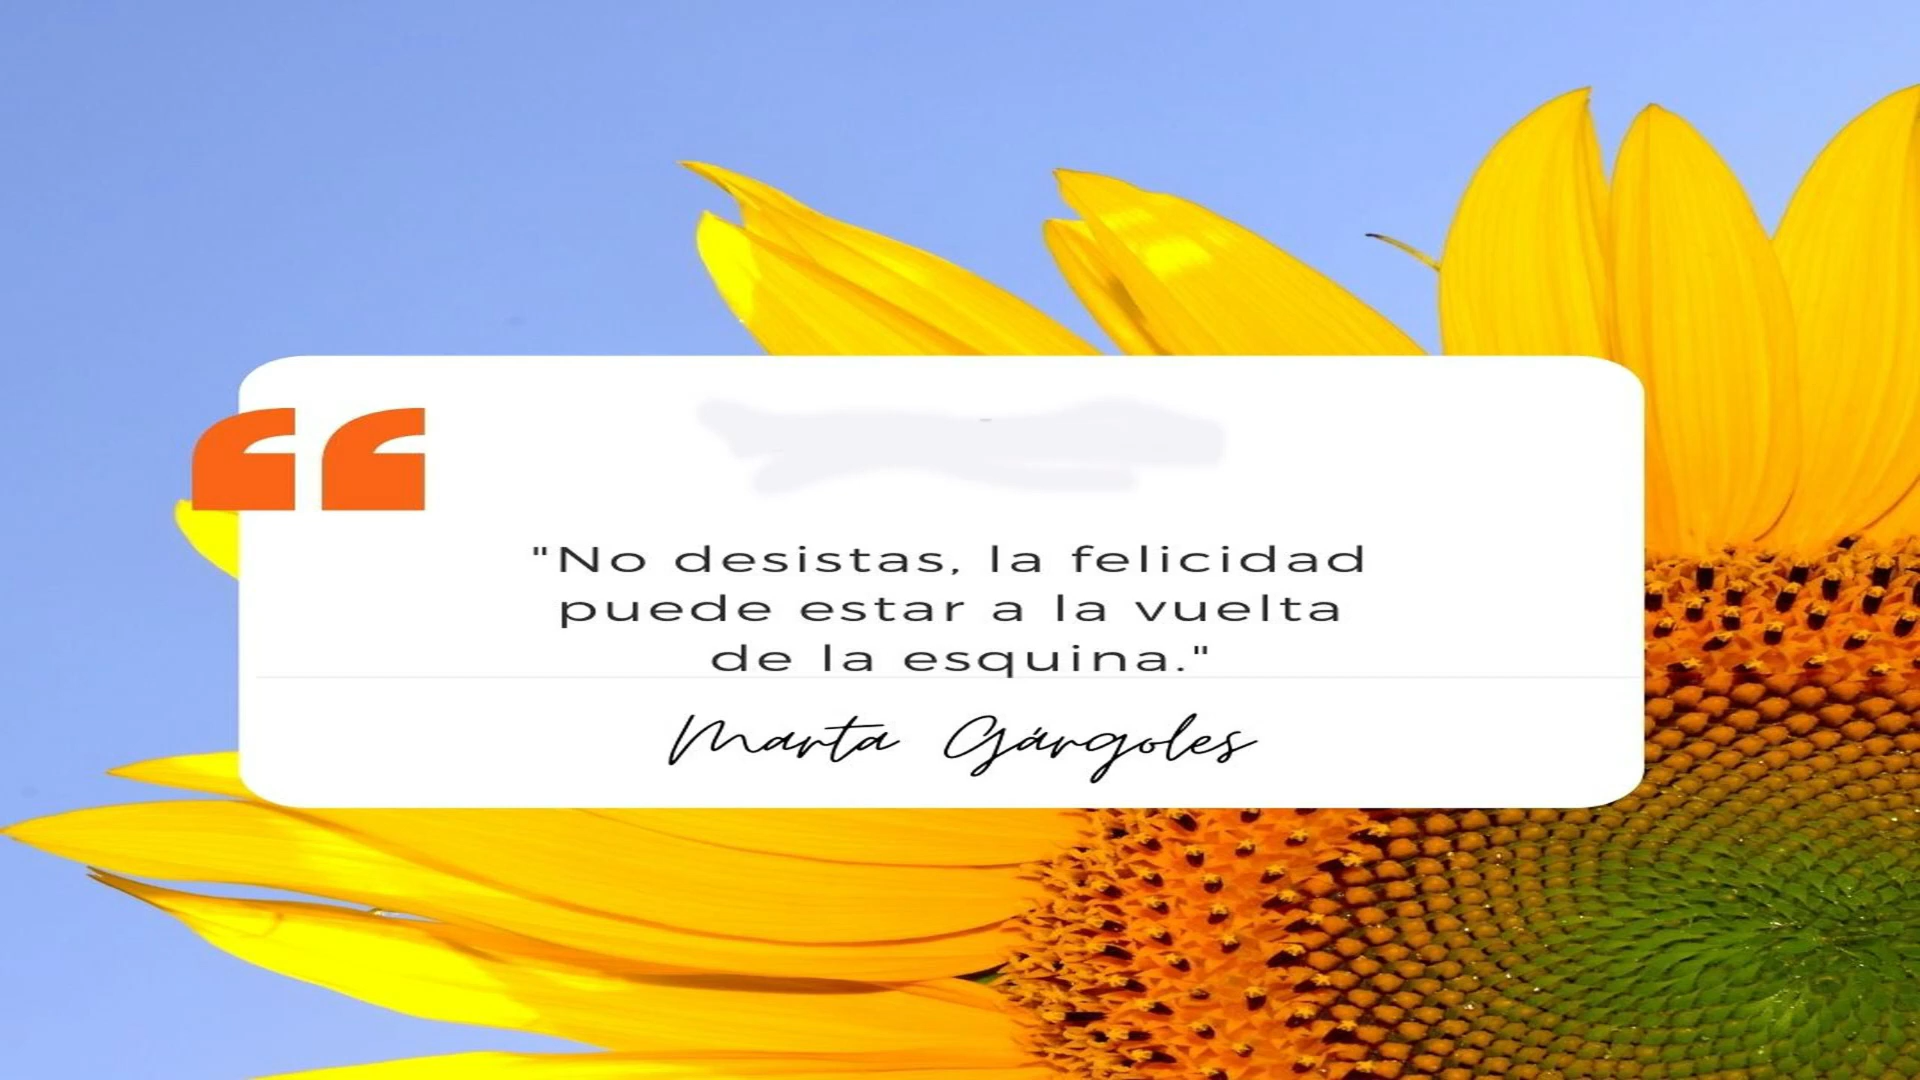 "No desistas, la felicidad
puede estar a la vuelta
de la esquina."
Marta Gárgoles